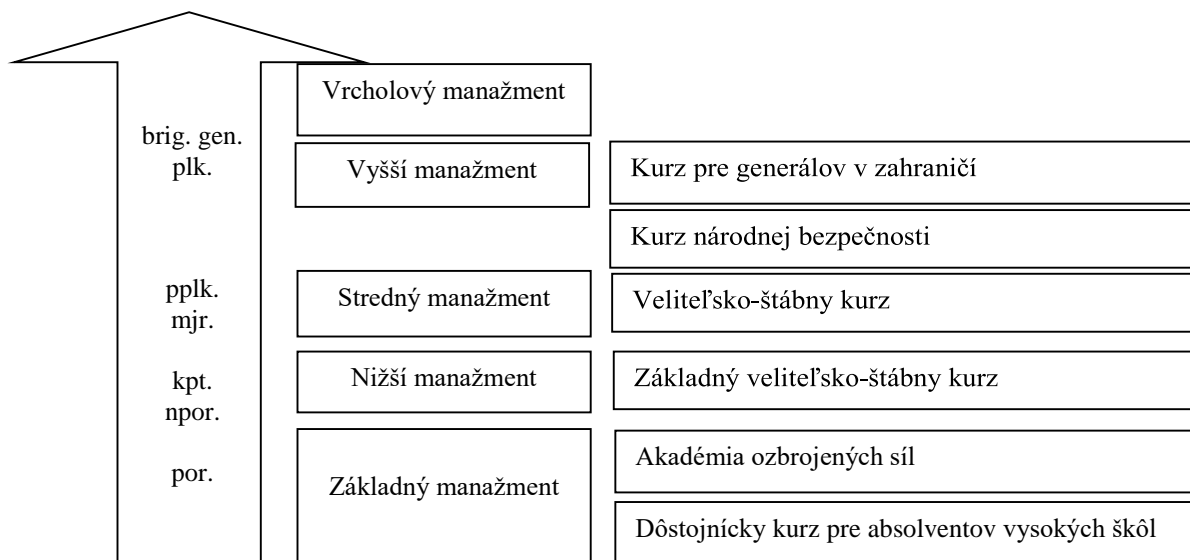 Vrcholový manažment
brig. gen.
plk.
Vyšší manažment
Kurz pre generálov v zahraničí
Kurz národnej bezpečnosti
pplk.
mjr.
Stredný manažment
Veliteľsko-štábny kurz
kpt.
npor.
Nižší manažment
Základný veliteľsko-štábny kurz
por.
Základný manažment
Akadémia ozbrojených síl
Dôstojnícky kurz pre absolventov vysokých škôl